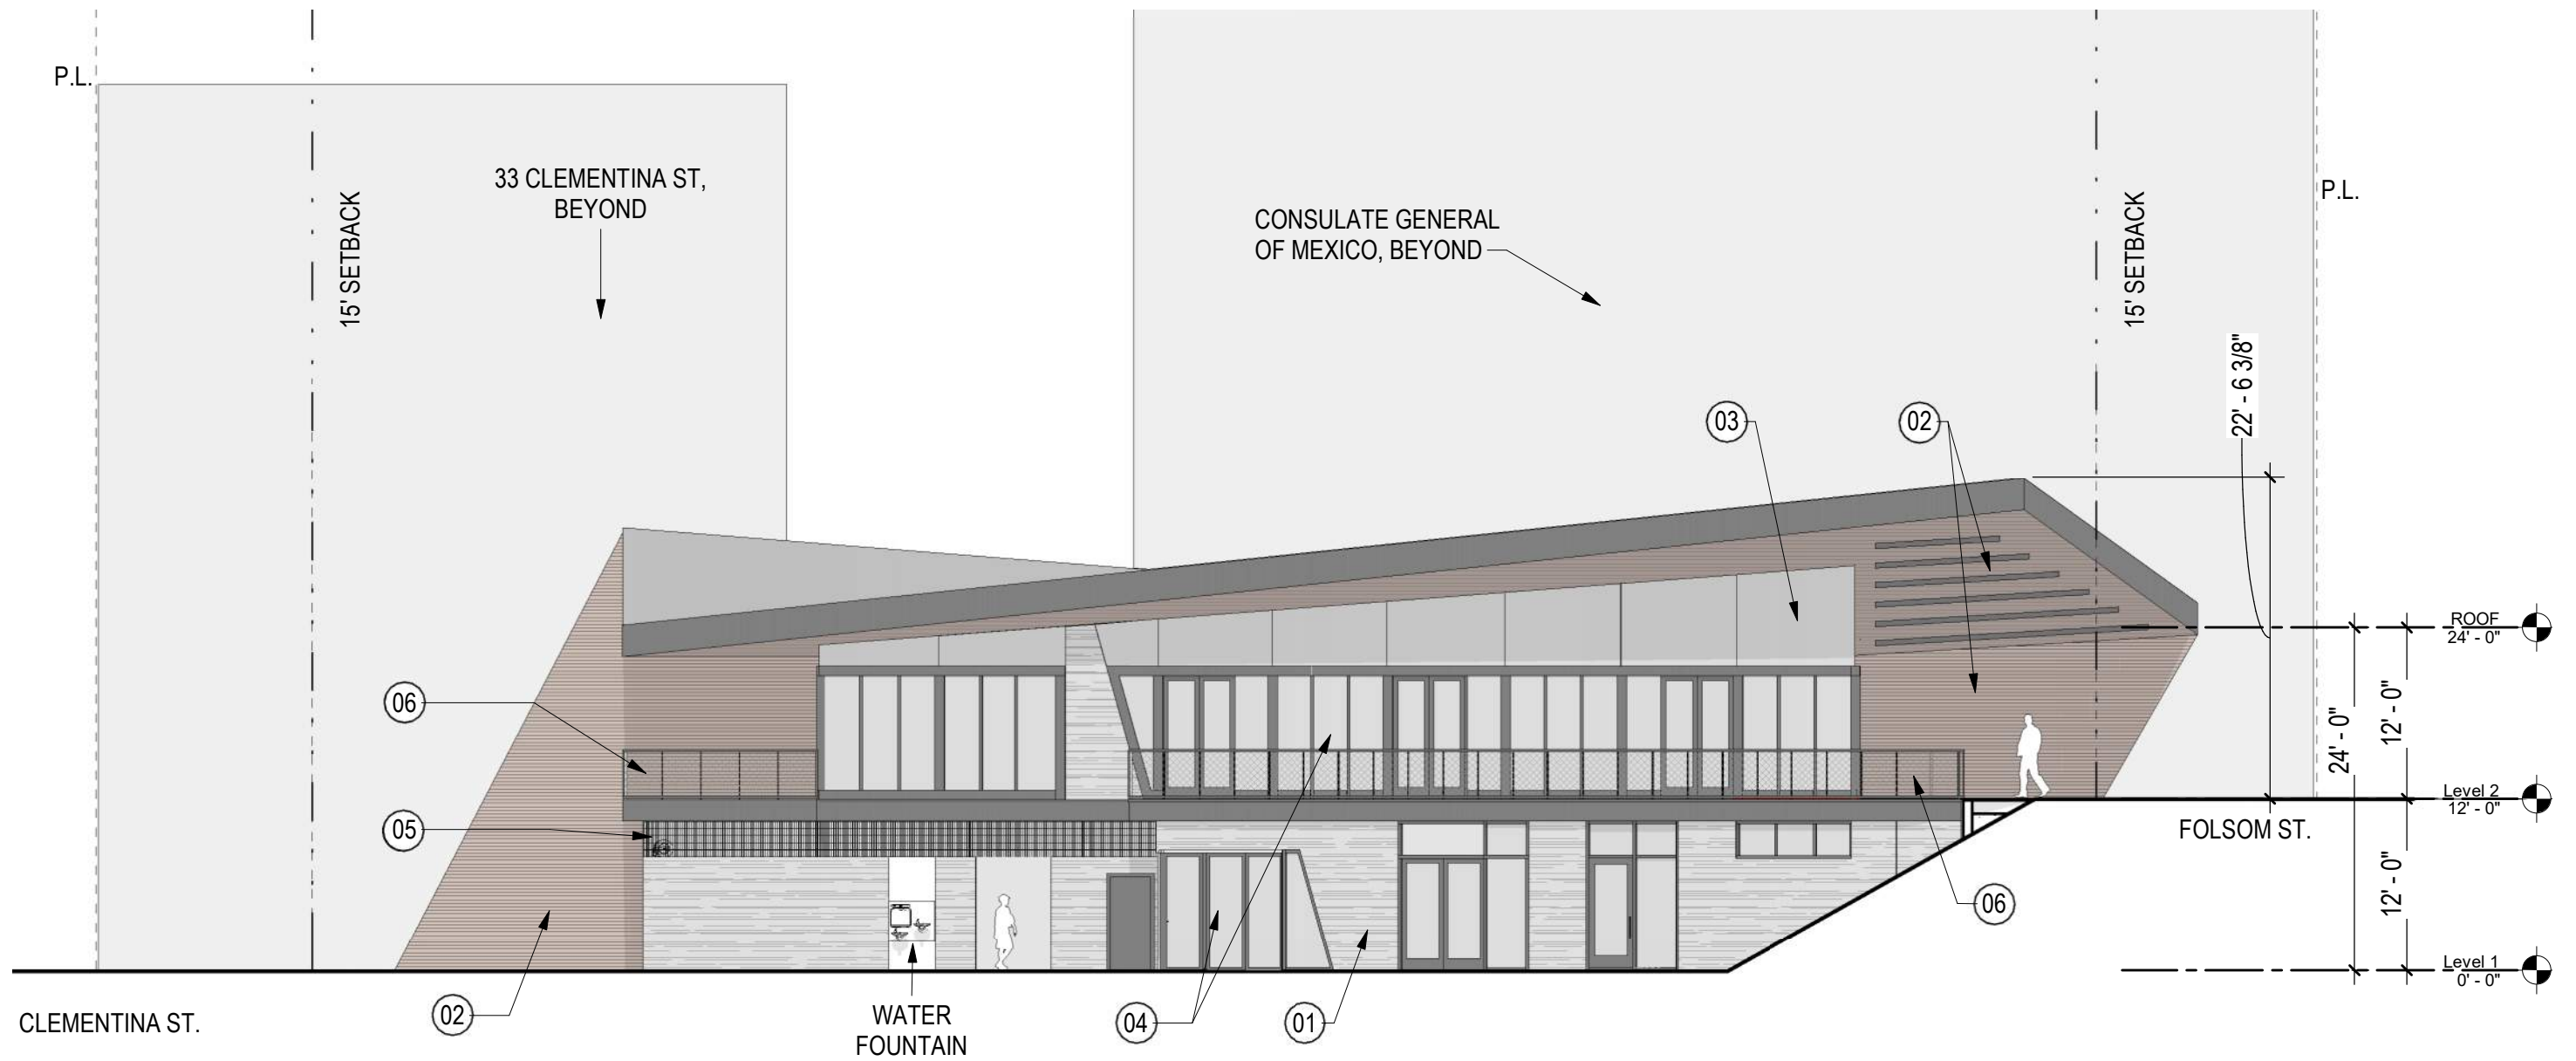 P.L.
33 CLEMENTINA ST,
BEYOND
15' SETBACK
CONSULATE GENERAL
OF MEXICO, BEYOND
15' SETBACK
P.L.
22' - 6 3/8"
03
02
ROOF
24' - 0"
06
24' - 0"
12' - 0"
Level 2
12' - 0"
05
FOLSOM ST.
12' - 0"
06
Level 1
0' - 0"
CLEMENTINA ST.
02
WATER
FOUNTAIN
04
01